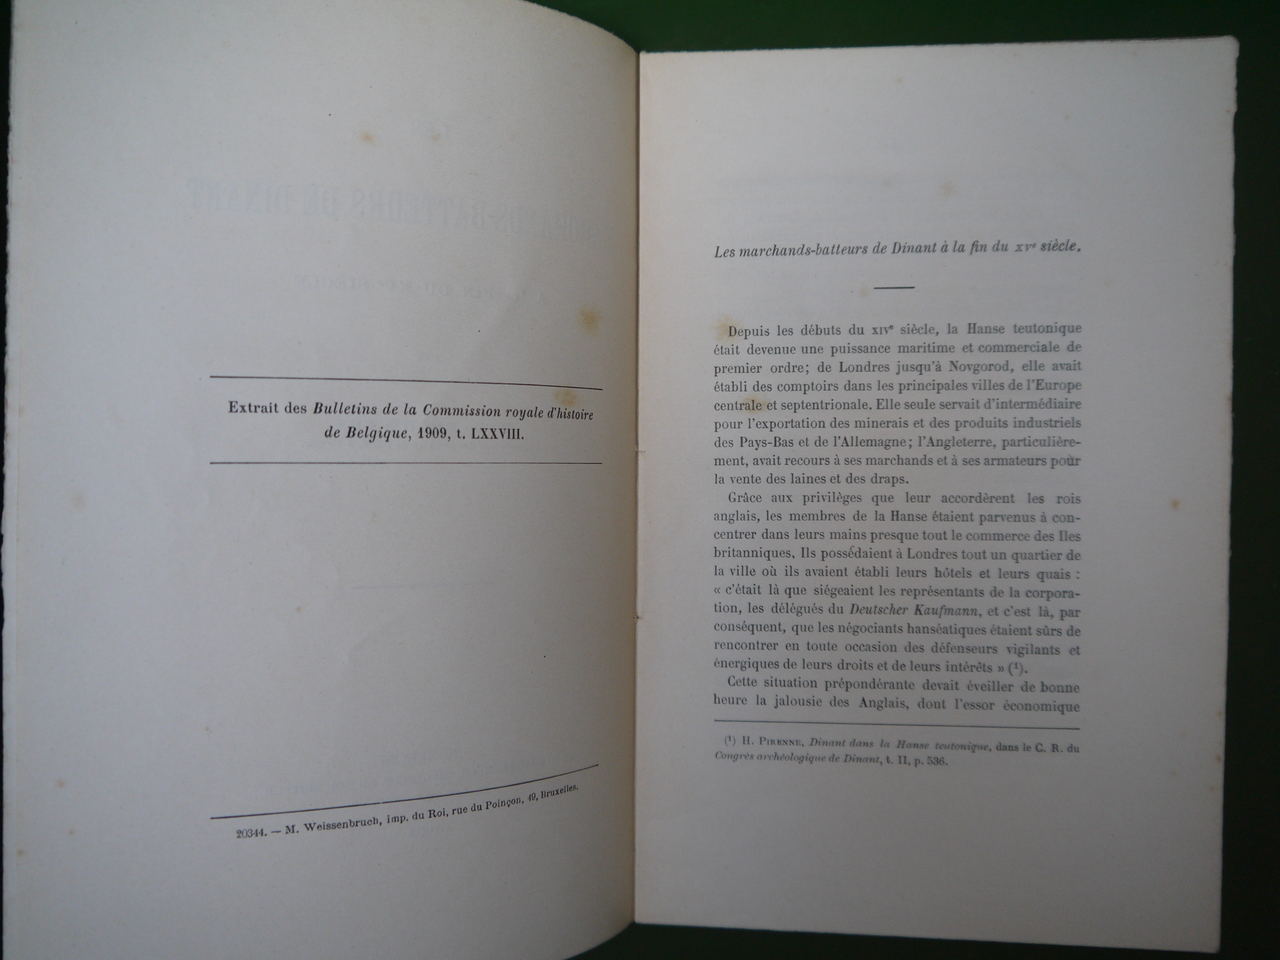 Extrait des Bulletins de la Commission royale d'histoire
de Belgique, 1909, t. LXXVIII.
20344. — M. Weissenbruch, imp. du Roi, rue du Poinçon, 49, Bruxelles.
Les marchands-batteurs de Dinant à la fin du XVe siècle.
Depuis les débuts du XIVe siècle, la Hanse teutonique
était devenue une puissance maritime et commerciale de
premier ordre; de Londres jusqu'à Novgorod, elle avait
établi des comptoirs dans les principales villes de l'Europe
centrale et septentrionale. Elle seule servait d'intermédiaire
pour l'exportation des minerais et des produits industriels
des Pays-Bas et de l'Allemagne; l'Angleterre, particulière-
ment, avait recours à ses marchands et à ses armateurs pour
la vente des laines et des draps.
Grâce aux privilèges que leur accordèrent les rois
anglais, les membres de la Hanse étaient parvenus à con-
centrer dans leurs mains presque tout le commerce des Iles
britanniques. Ils possédaient à Londres tout un quartier de
la ville où ils avaient établi leurs hôtels et leurs quais :
« c'était là que siégeaient les représentants de la corpora-
tion, les délégués du Deutscher Kaufmann, et c'est là, par
conséquent, que les négociants hanséatiques étaient sûrs de
rencontrer en toute occasion des défenseurs vigilants et
énergiques de leurs droits et de leurs intérêts » (1).
Cette situation prépondérante devait éveiller de bonne
heure la jalousie des Anglais, dont l'essor économique
(1) H. Pirenne, Dinant dans la Hanse teutonique, dans le C. R. du
Congrès archéologique de Dinant, t. II, p. 536.